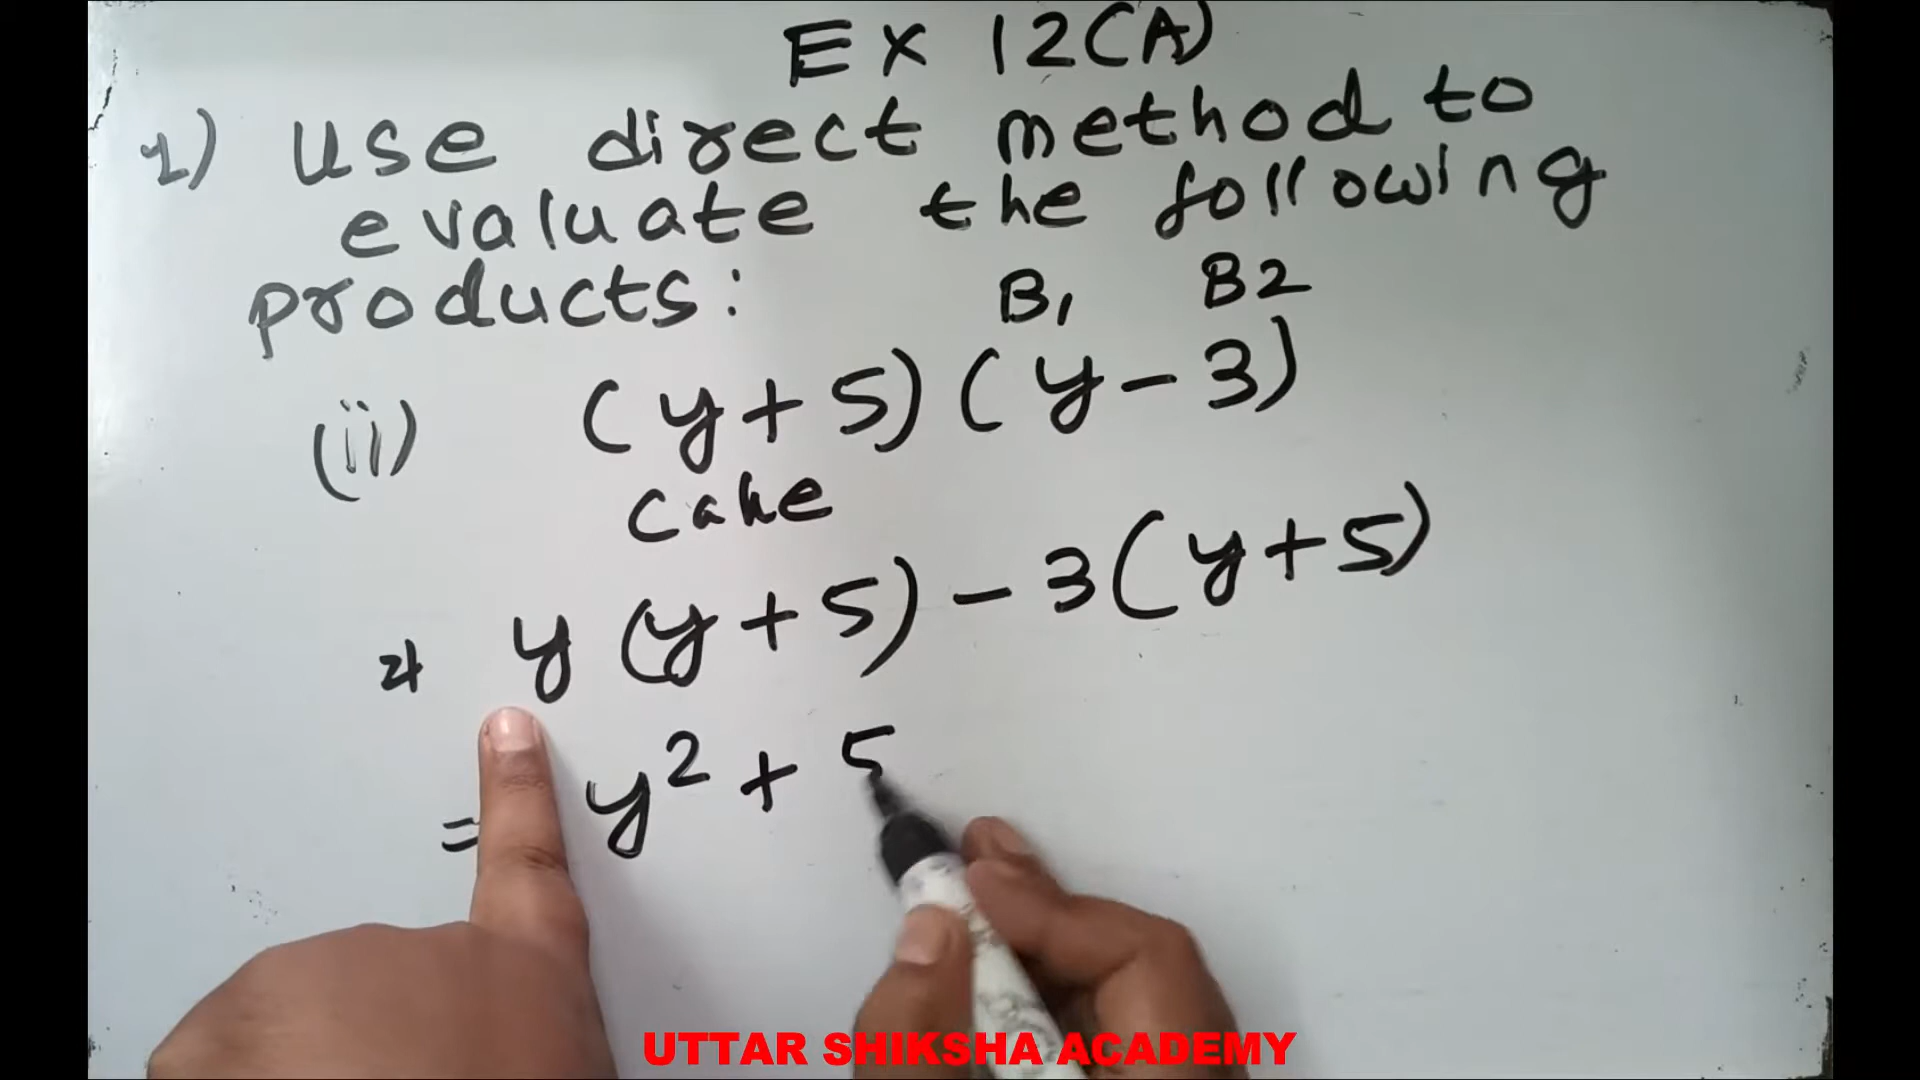 Ex 12(A)
1) Use direct method to
evaluate the following
products:
B1 B2
(ii) (y+5)(y-3)
Cake
y(y+5)-3(y+5)
= y² + 5
UTTAR SHIKSHA ACADEMY